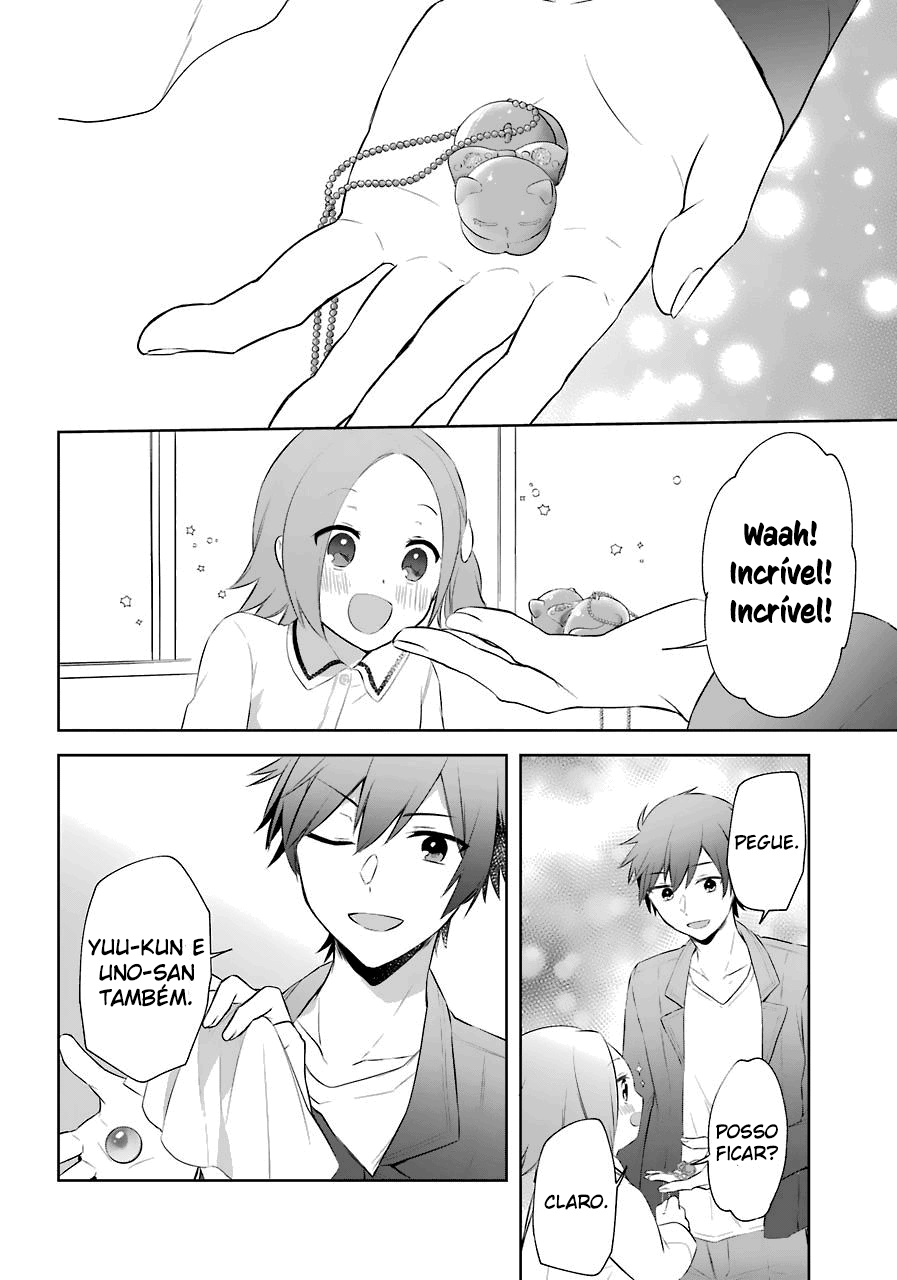 Waah!
Incrível!
Incrível!
PEGUE.
POSSO
FICAR?
CLARO.
YUU-KUN E
UNO-SAN
TAMBÉM.